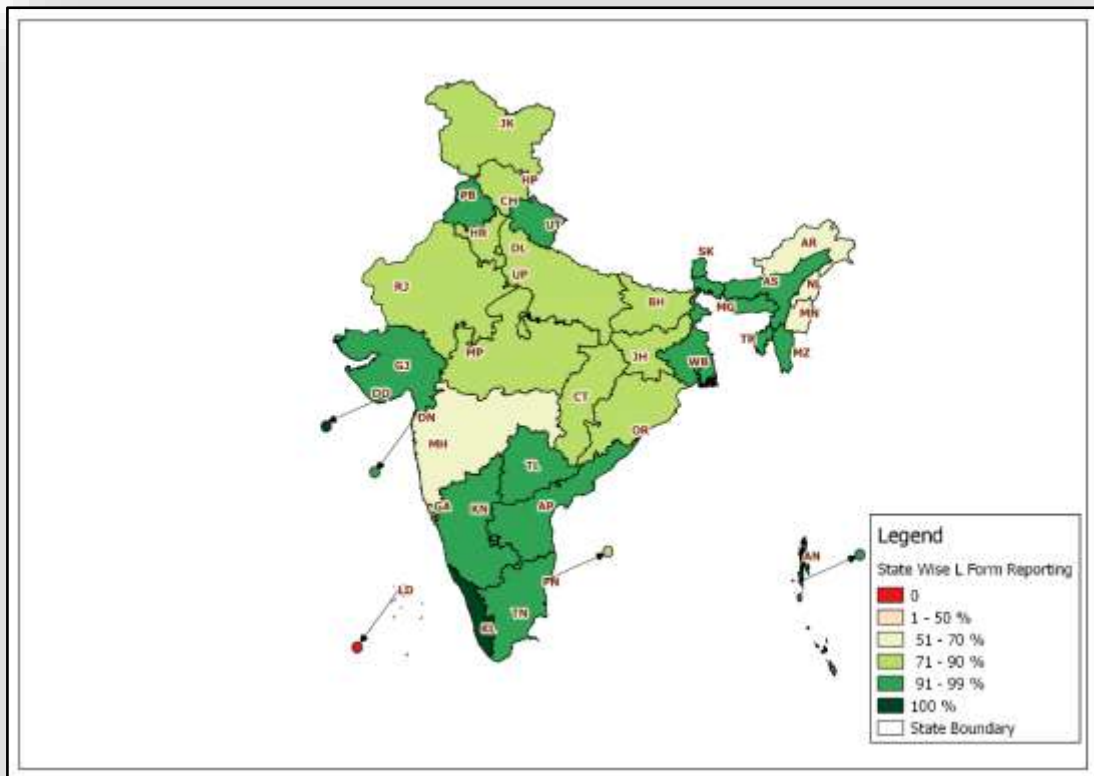 JK
HP
PB
CH
UT
HR
DL
SK
AR
RJ
UP
AS
NL
BH
MG
MN
TR
MZ
MP
JH
WB
GJ
CT
DD
DN
OR
MH
TL
GA
KN
AP
AN
PN
LD
TN
KL
Legend
State Wise L Form Reporting
0
1 - 50 %
51 - 70 %
71 - 90 %
91 - 99 %
100 %
State Boundary